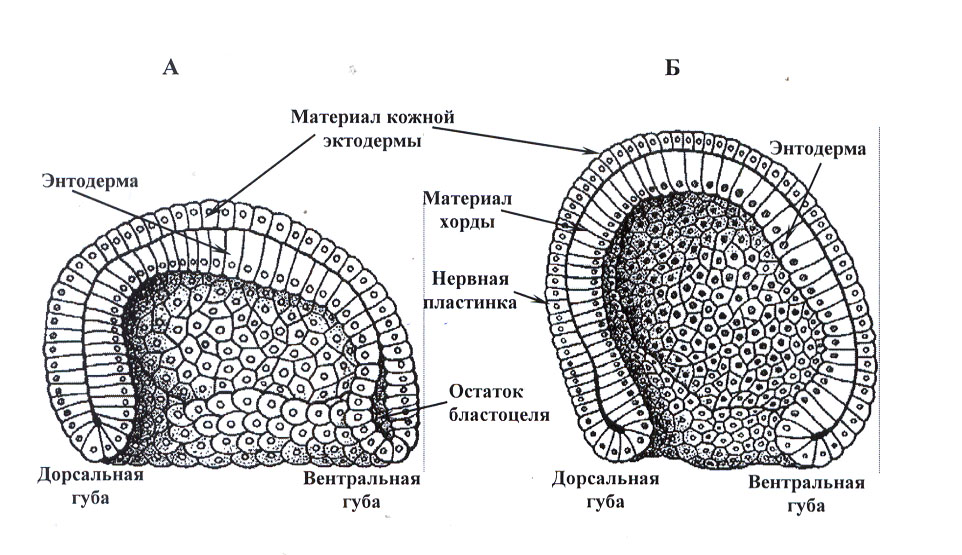 А
Б
Материал кожной
эктодермы
Энтодерма
Энтодерма
Материал
хорды
Нервная
пластинка
Остаток
бластоцеля
Дорсальная
губа
Вентральная
губа
Дорсальная
губа
Вентральная
губа